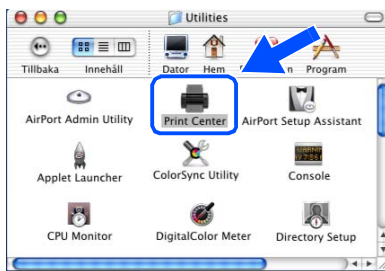 Utilities
Tillbaka Innehåll Dator Hem Program
AirPort Admin Utility Print Center AirPort Setup Assistant
Applet Launcher ColorSync Utility Console
CPU Monitor DigitalColor Meter Directory Setup